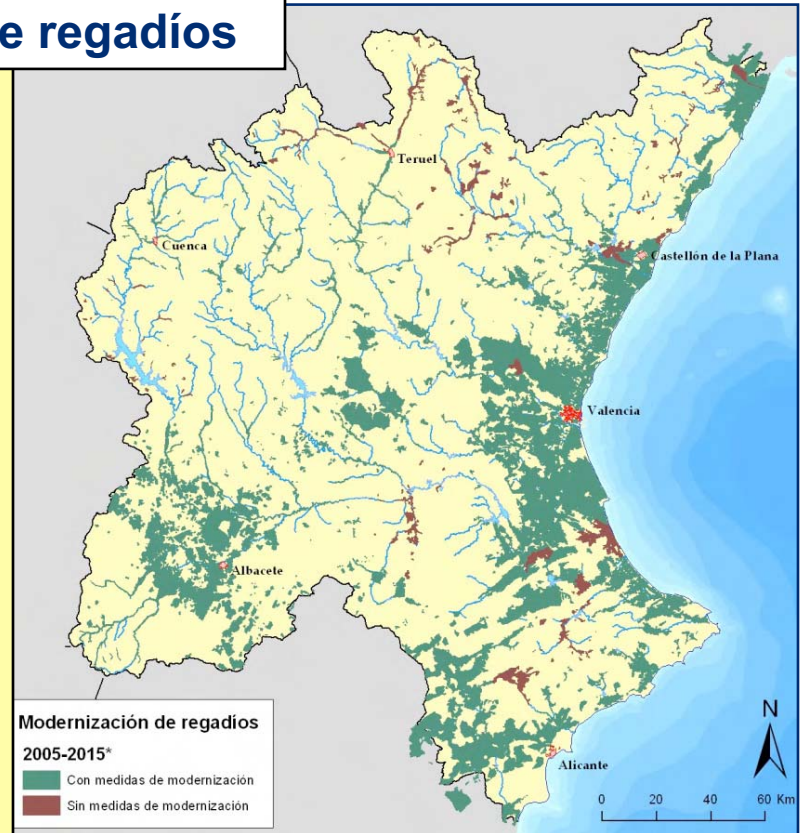 e regadíos
Teruel
Cuenca
Castellón de la Plana
Valencia
Albacete
Alicante
Modernización de regadíos
2005-2015*
Con medidas de modernización
Sin medidas de modernización
N
0 20 40 60 Km